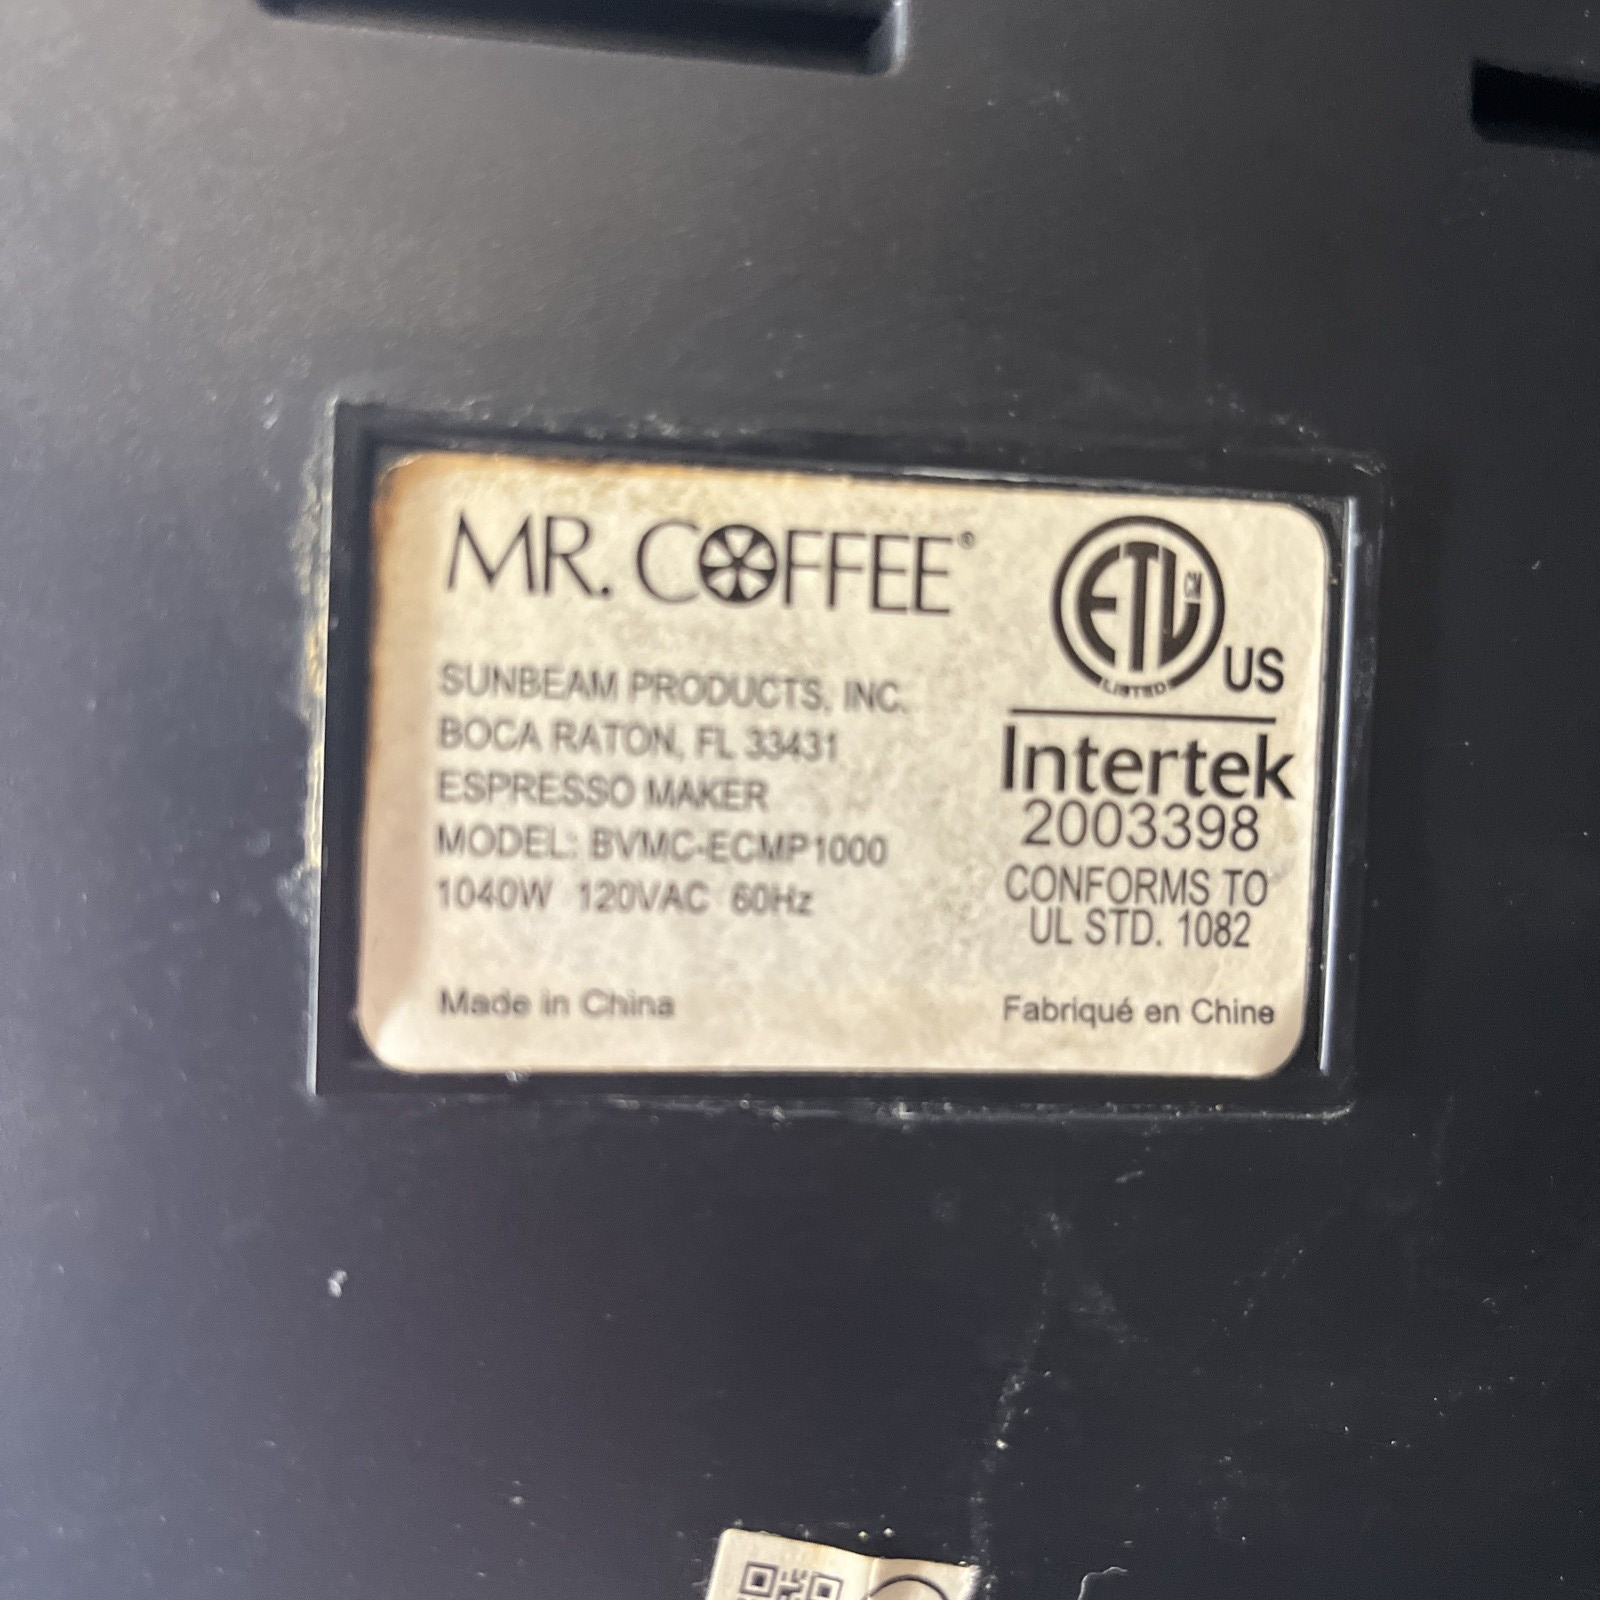 MR. COFFEE®
SUNBEAM PRODUCTS, INC.
BOCA RATON, FL 33431
ESPRESSO MAKER
MODEL: BVMC-ECMP1000
1040W 120VAC 60Hz
Made in China
ETL CM
LISTED
US
Intertek
2003398
CONFORMS TO
UL STD. 1082
Fabriqué en Chine